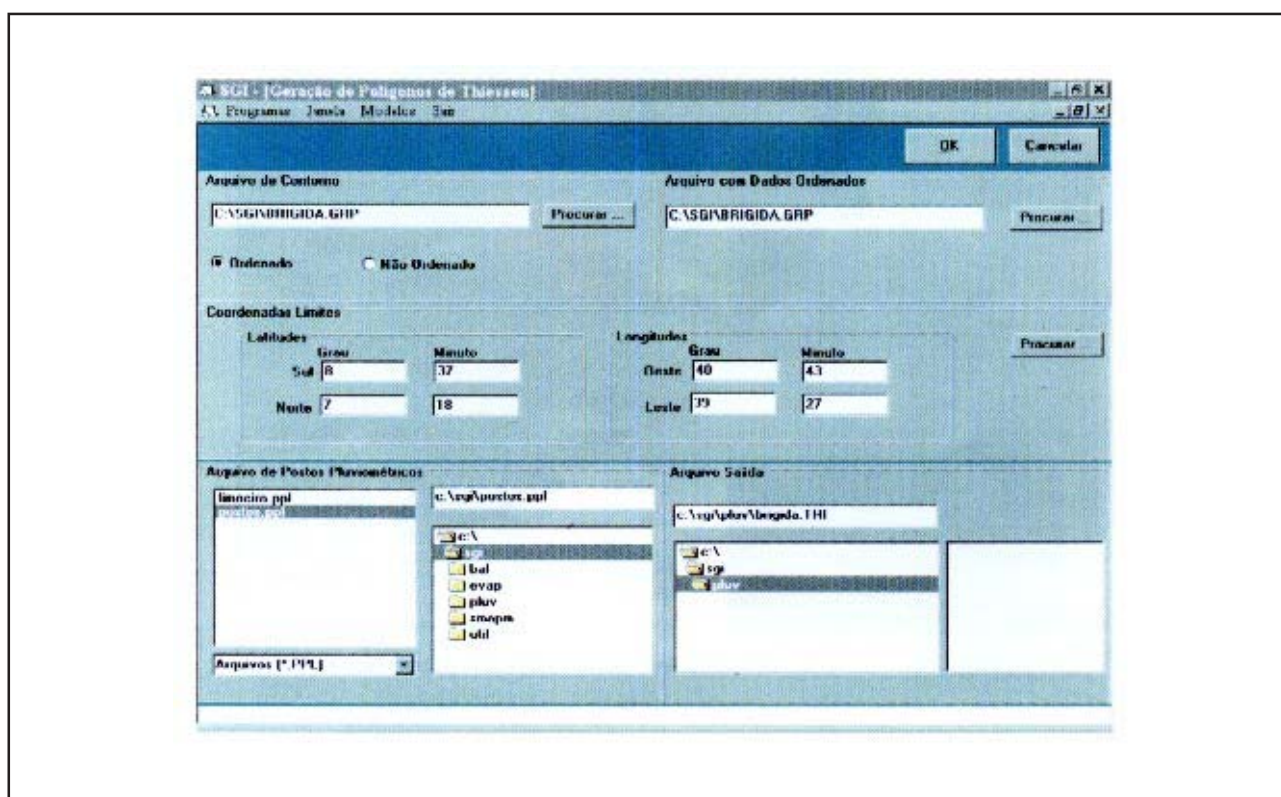 SGI - [Geração de Polígonos de Thiessen]
Programas Janela Modelos Sair
OK Cancelar
Arquivo de Contorno
C:\SGI\BRIGIDA.GRP Procurar ...
Ordenado Não Ordenado
Arquivo com Dados Ordenados
C:\SGI\BRIGIDA.GRP Procurar ...
Coordenadas Limites
Latitudes
Grau Minuto
Sul 8 37
Norte 7 18
Longitudes
Grau Minuto
Oeste 40 43
Leste 39 27
Procurar ...
Arquivo de Postos Pluviométricos
limoeiro.ppl
postos.ppl
Arquivos (*.PPL)
c:\sgi\postos.ppl
c:\
sgi
bal
evap
pluv
util
Arquivo Saída
c:\sgi\pluv\brigida.THI
c:\
sgi
pluv